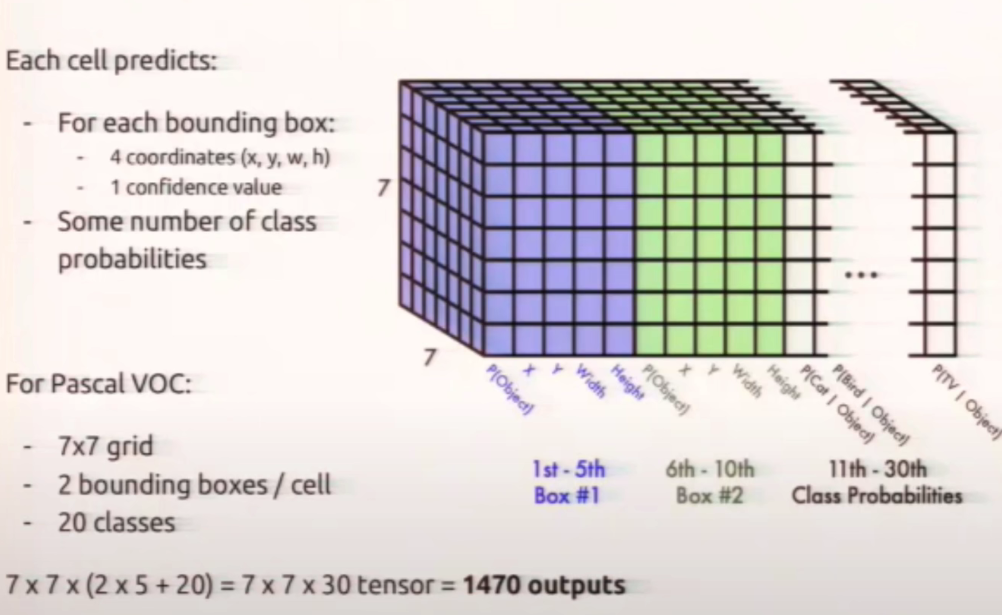 Each cell predicts:
- For each bounding box:
- 4 coordinates (x, y, w, h)
- 1 confidence value
- Some number of class
probabilities
For Pascal VOC:
- 7x7 grid
- 2 bounding boxes / cell
- 20 classes
7 x 7 x (2 x 5 + 20) = 7 x 7 x 30 tensor = 1470 outputs
7
7
...
P(Object)
X
Y
Width
Height
P(Object)
X
Y
Width
Height
P(Cat | Object)
P(Bird | Object)
P(TV | Object)
1st - 5th
Box #1
6th - 10th
Box #2
11th - 30th
Class Probabilities